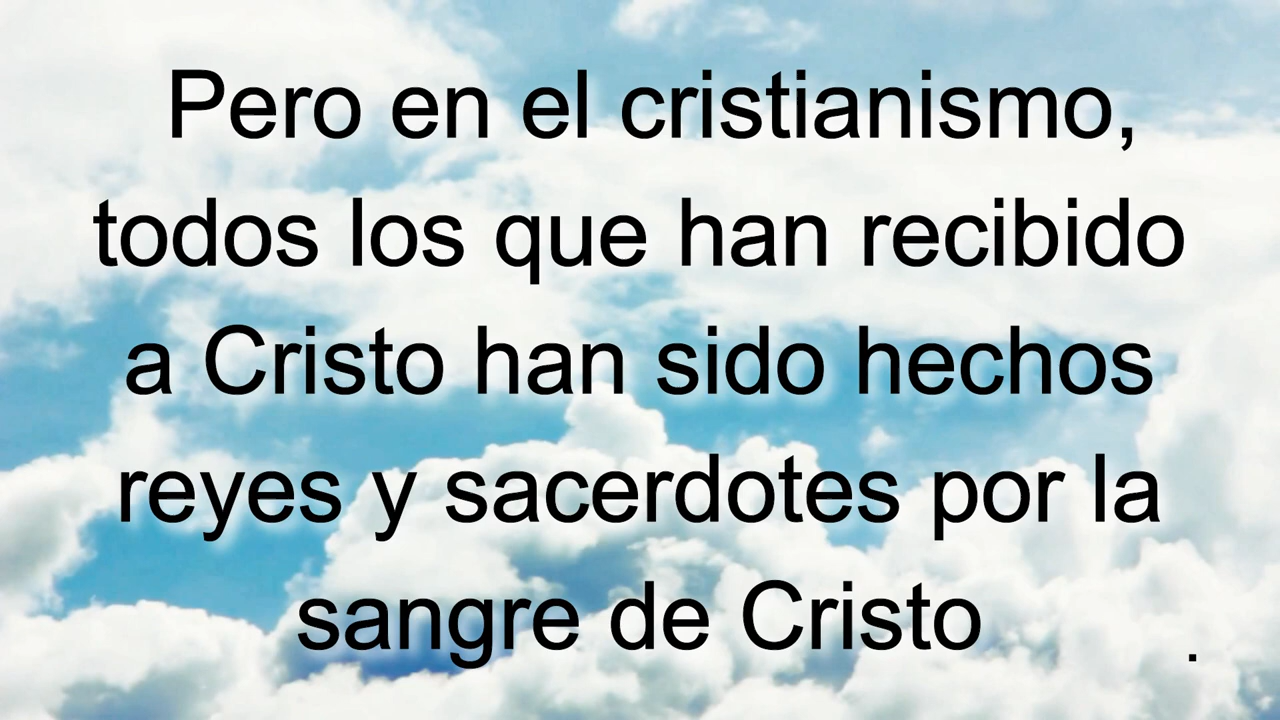 Pero en el cristianismo,
todos los que han recibido
a Cristo han sido hechos
reyes y sacerdotes por la
sangre de Cristo .